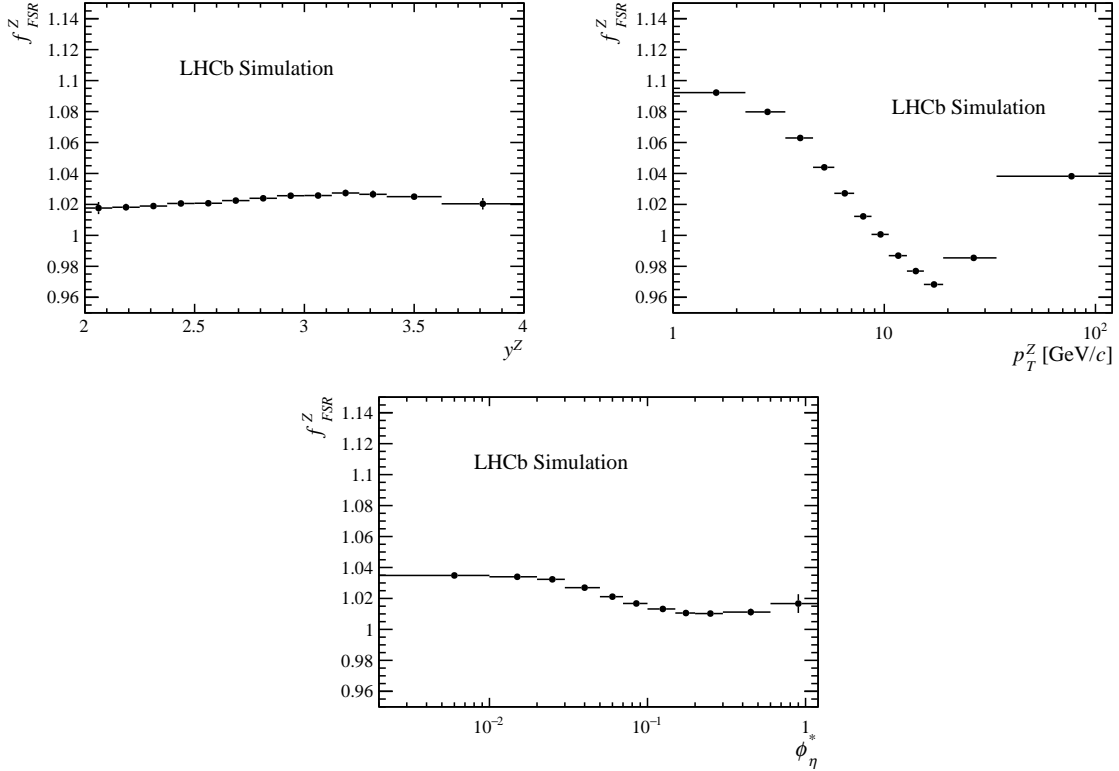 f^Z_FSR
1.14
1.12
1.1
1.08
1.06
1.04
1.02
1
0.98
0.96
LHCb Simulation
2 2.5 3 3.5 4
y^Z
f^Z_FSR
1.14
1.12
1.1
1.08
1.06
1.04
1.02
1
0.98
0.96
LHCb Simulation
1 10 10^2
p^Z_T [GeV/c]
f^Z_FSR
1.14
1.12
1.1
1.08
1.06
1.04
1.02
1
0.98
0.96
LHCb Simulation
10^−2 10^−1 1
ϕ^*_η